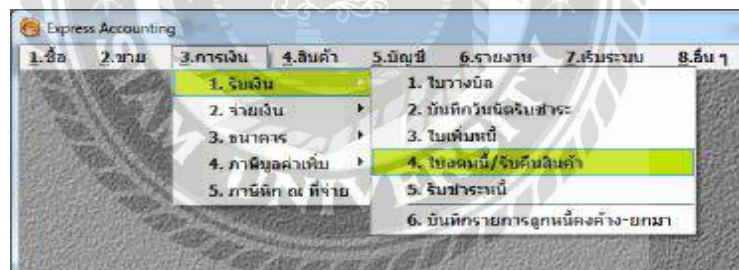 Express Accounting
1.ซื้อ 2.ขาย 3.การเงิน 4.สินค้า 5.บัญชี 6.รายงาน 7.เริ่มระบบ 8.อื่น ๆ
1. รับเงิน
2. จ่ายเงิน
3. ธนาคาร
4. ภาษีมูลค่าเพิ่ม
5. ภาษีหัก ณ ที่จ่าย
1. ใบวางบิล
2. บันทึกวันนัดรับชำระ
3. ใบเพิ่มหนี้
4. ใบลดหนี้/รับคืนสินค้า
5. รับชำระหนี้
6. บันทึกรายการลูกหนี้คงค้าง-ยกมา
SIAM UNIVERSITY